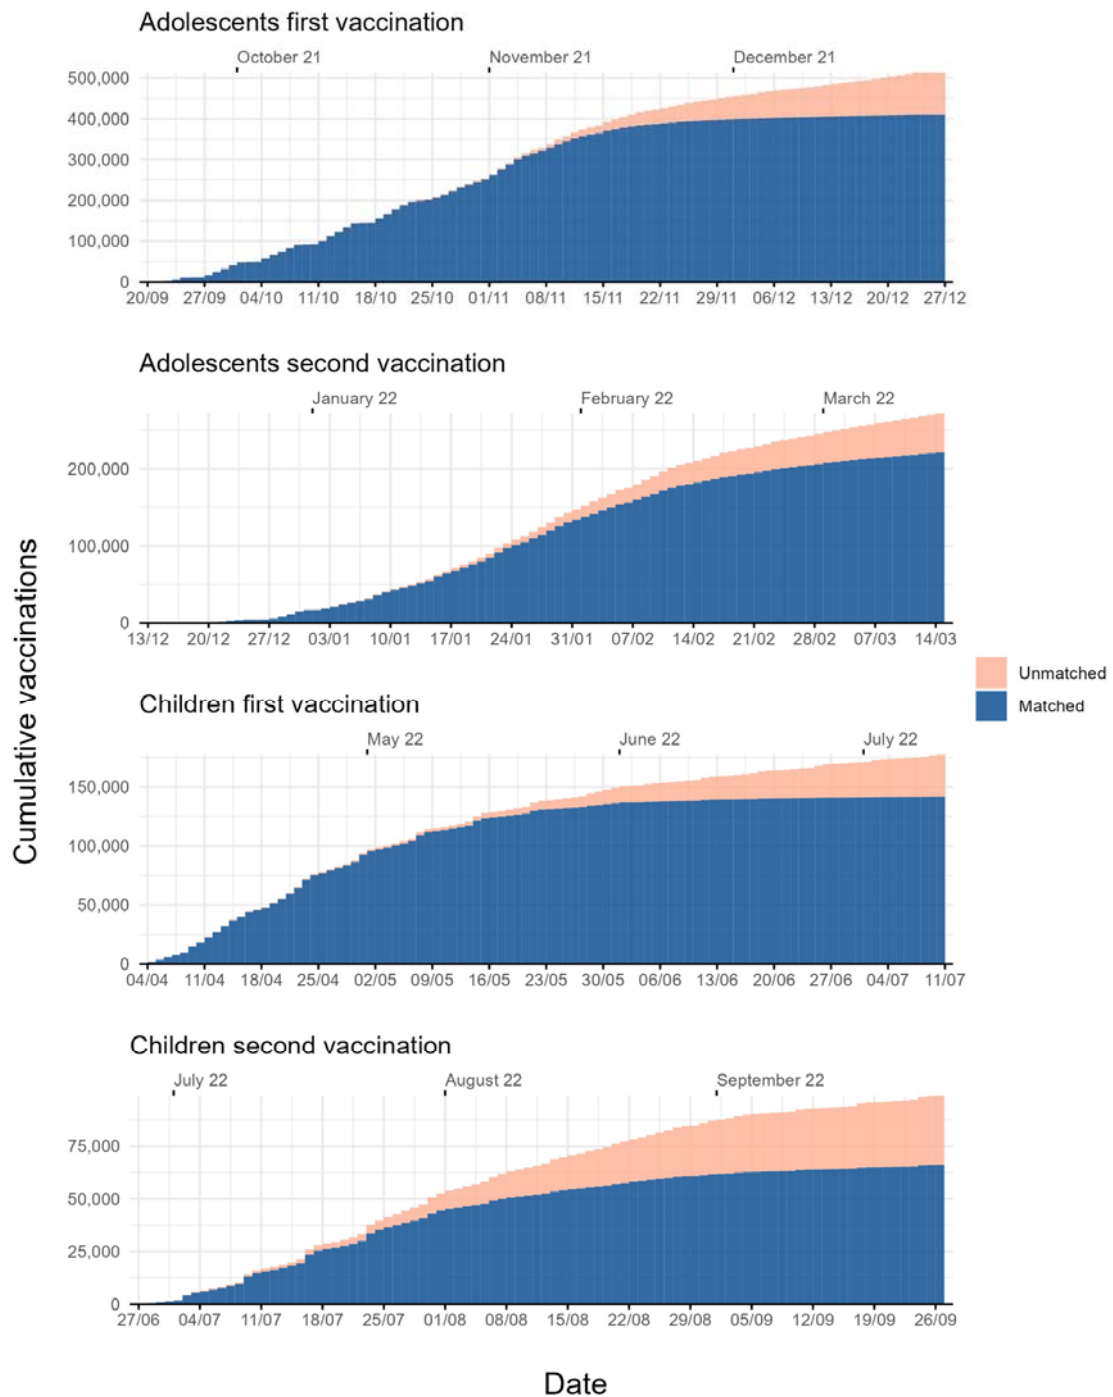 Adolescents first vaccination
October 21 November 21 December 21
500,000
400,000
300,000
200,000
100,000
0
20/09 27/09 04/10 11/10 18/10 25/10 01/11 08/11 15/11 22/11 29/11 06/12 13/12 20/12 27/12
Adolescents second vaccination
January 22 February 22 March 22
200,000
100,000
0
13/12 20/12 27/12 03/01 10/01 17/01 24/01 31/01 07/02 14/02 21/02 28/02 07/03 14/03
Cumulative vaccinations
Unmatched
Matched
Children first vaccination
May 22 June 22 July 22
150,000
100,000
50,000
0
04/04 11/04 18/04 25/04 02/05 09/05 16/05 23/05 30/05 06/06 13/06 20/06 27/06 04/07 11/07
Children second vaccination
July 22 August 22 September 22
75,000
50,000
25,000
0
27/06 04/07 11/07 18/07 25/07 01/08 08/08 15/08 22/08 29/08 05/09 12/09 19/09 26/09
Date